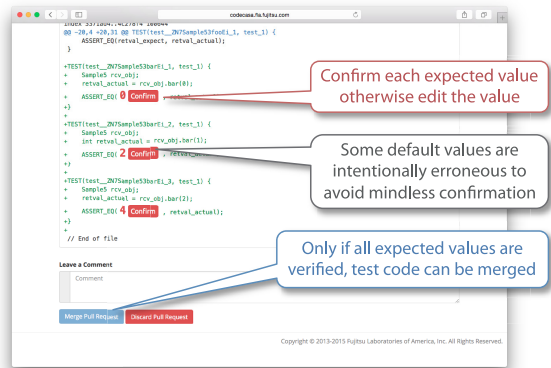 codecasa.fla.fujitsu.com
@@ -20,4 +20,31 @@ TEST(test__ZN7Sample53fooEi_1, test_1) {
ASSERT_EQ(retval_expect, retval_actual);
}
+TEST(test__ZN7Sample53barEi_1, test_1) {
+ Sample5 rcv_obj;
+ retval_actual = rcv_obj.bar(0);
+ ASSERT_EQ( 0 Confirm , retval_actual);
+}
+
+TEST(test__ZN7Sample53barEi_2, test_1) {
+ Sample5 rcv_obj;
+ int retval_actual = rcv_obj.bar(1);
+ ASSERT_EQ( 2 Confirm
+}
+
+TEST(test__ZN7Sample53barEi_3, test_1) {
+ Sample5 rcv_obj;
+ retval_actual = rcv_obj.bar(2);
+ ASSERT_EQ( 4 Confirm , retval_actual);
+}
+
// End of file
Confirm each expected value
otherwise edit the value
Some default values are
intentionally erroneous to
avoid mindless confirmation
Only if all expected values are
verified, test code can be merged
Leave a Comment
Comment
Merge Pull Request Discard Pull Request
Copyright © 2013-2015 Fujitsu Laboratories of America, Inc. All Rights Reserved.